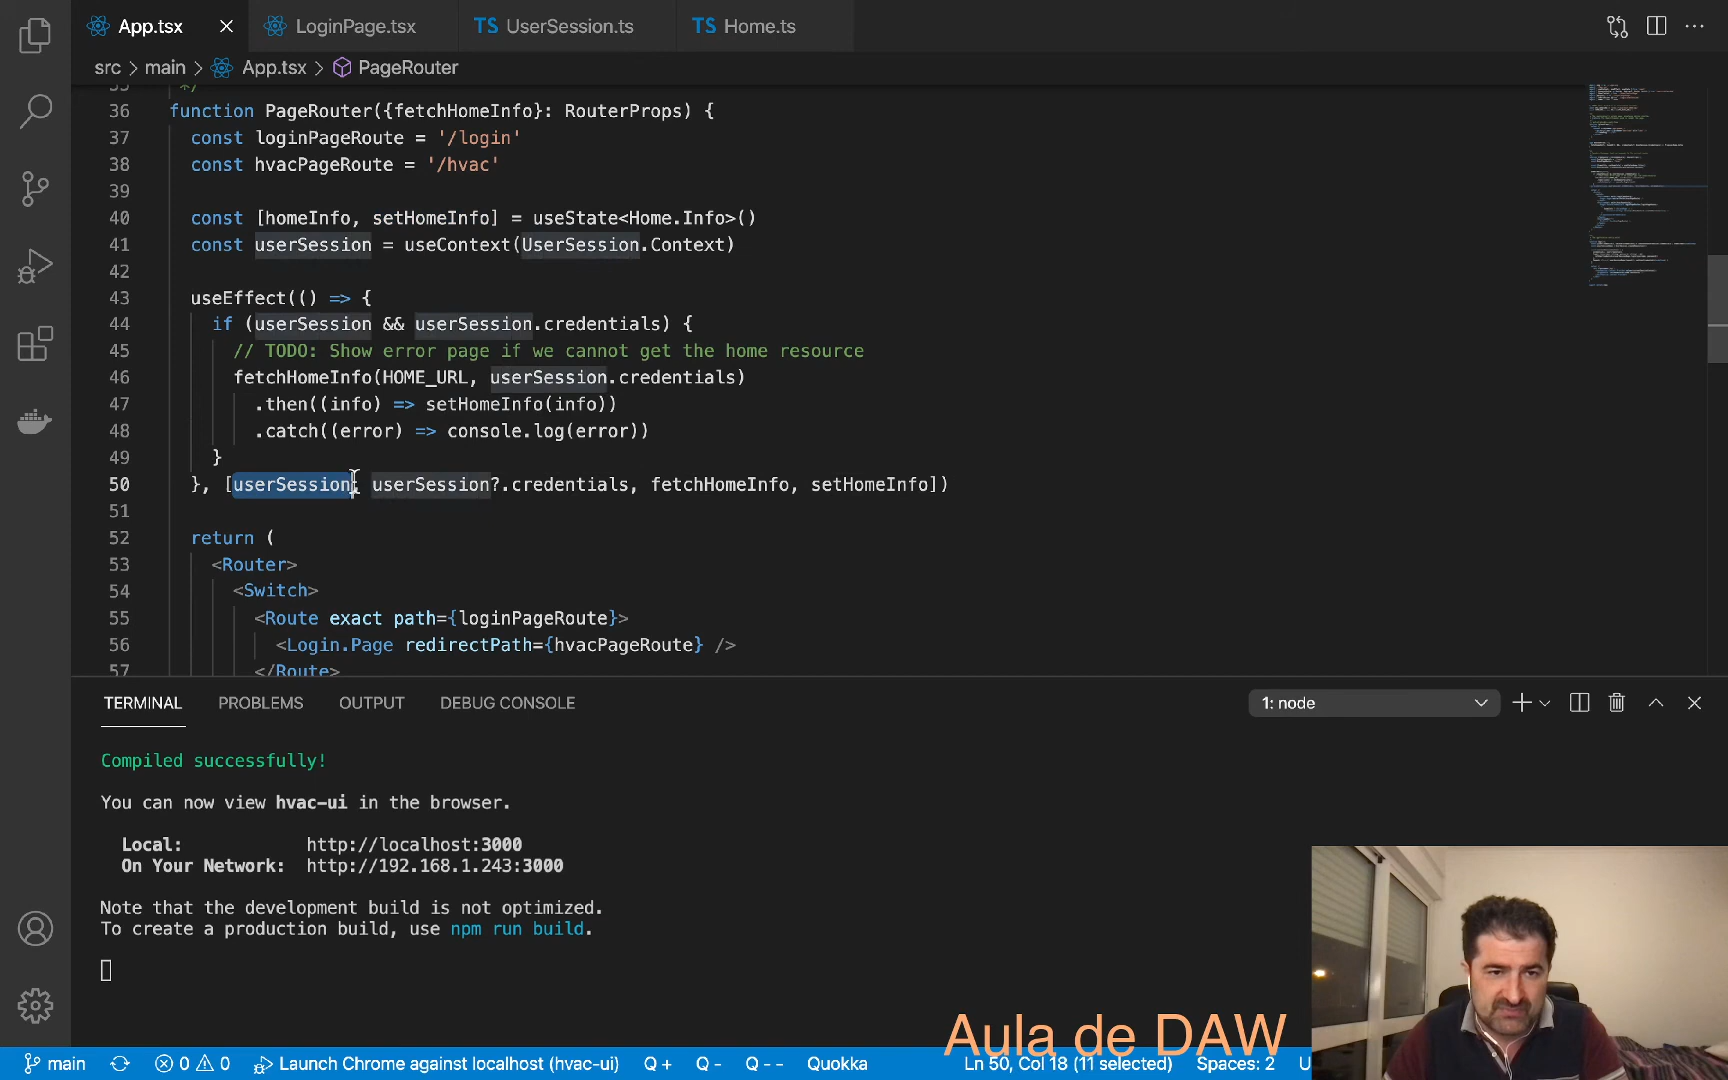 App.tsx
LoginPage.tsx
TS UserSession.ts
TS Home.ts
src > main > App.tsx > PageRouter
35 */
36 function PageRouter({fetchHomeInfo}: RouterProps) {
37 const loginPageRoute = '/login'
38 const hvacPageRoute = '/hvac'
39
40 const [homeInfo, setHomeInfo] = useState<Home.Info>()
41 const userSession = useContext(UserSession.Context)
42
43 useEffect(() => {
44 if (userSession && userSession.credentials) {
45 // TODO: Show error page if we cannot get the home resource
46 fetchHomeInfo(HOME_URL, userSession.credentials)
47 .then((info) => setHomeInfo(info))
48 .catch((error) => console.log(error))
49 }
50 }, [userSession, userSession?.credentials, fetchHomeInfo, setHomeInfo])
51
52 return (
53 <Router>
54 <Switch>
55 <Route exact path={loginPageRoute}>
56 <Login.Page redirectPath={hvacPageRoute} />
57 </Route>
TERMINAL PROBLEMS OUTPUT DEBUG CONSOLE 1: node
Compiled successfully!
You can now view hvac-ui in the browser.
Local: http://localhost:3000
On Your Network: http://192.168.1.243:3000
Note that the development build is not optimized.
To create a production build, use npm run build.
Aula de DAW
main 0 0 Launch Chrome against localhost (hvac-ui) Q + Q - Q - - Quokka Ln 50, Col 18 (11 selected) Spaces: 2